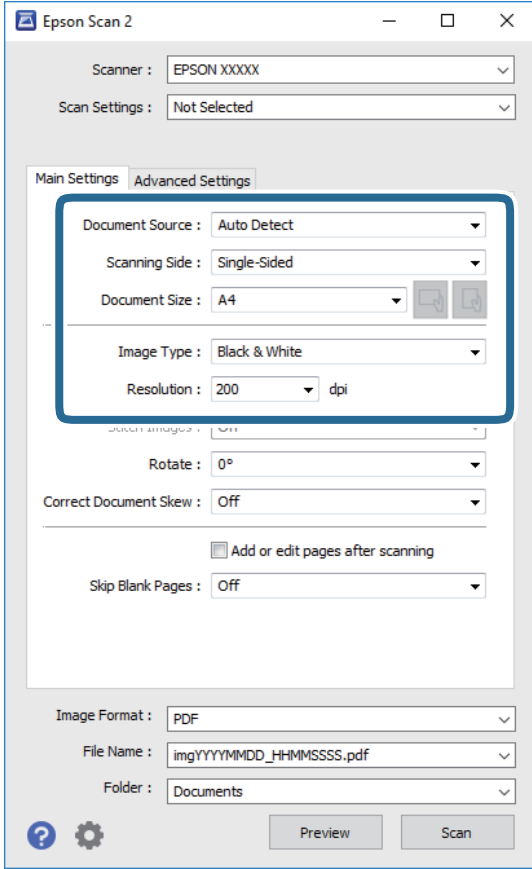 Epson Scan 2
Scanner : EPSON XXXXX
Scan Settings : Not Selected
Main Settings Advanced Settings
Document Source : Auto Detect
Scanning Side : Single-Sided
Document Size : A4
Image Type : Black & White
Resolution : 200 dpi
Rotate : 0°
Correct Document Skew : Off
Add or edit pages after scanning
Skip Blank Pages : Off
Image Format : PDF
File Name : imgYYYYMMDD_HHMMSSSS.pdf
Folder : Documents
? Preview Scan